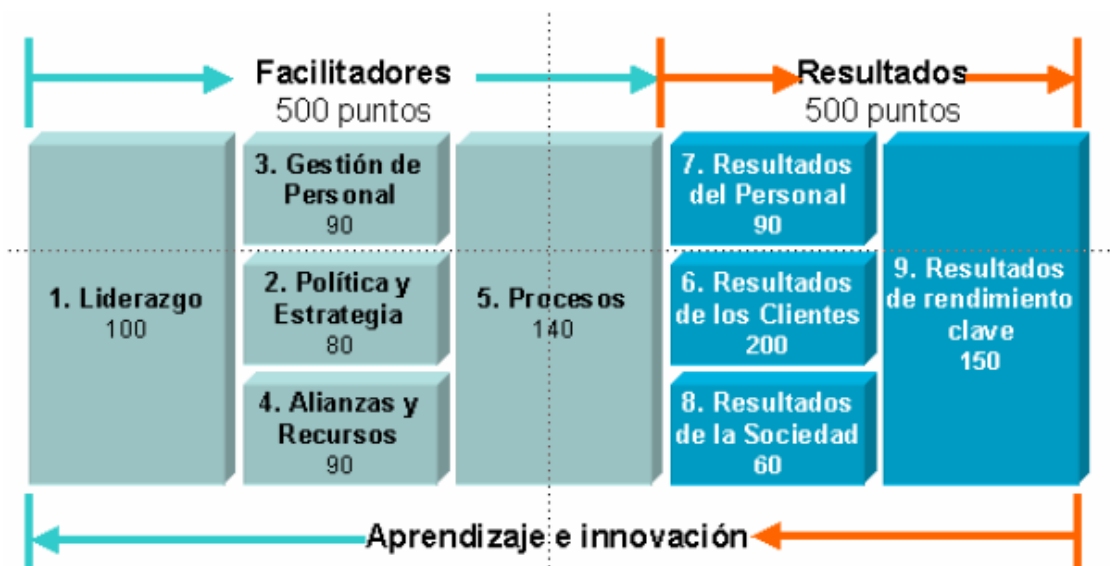 Facilitadores
500 puntos
Resultados
500 puntos
1. Liderazgo
100
3. Gestión de
Personal
90
2. Política y
Estrategia
80
4. Alianzas y
Recursos
90
5. Procesos
140
7. Resultados
del Personal
90
6. Resultados
de los Clientes
200
8. Resultados
de la Sociedad
60
9. Resultados
de rendimiento
clave
150
Aprendizaje e innovación